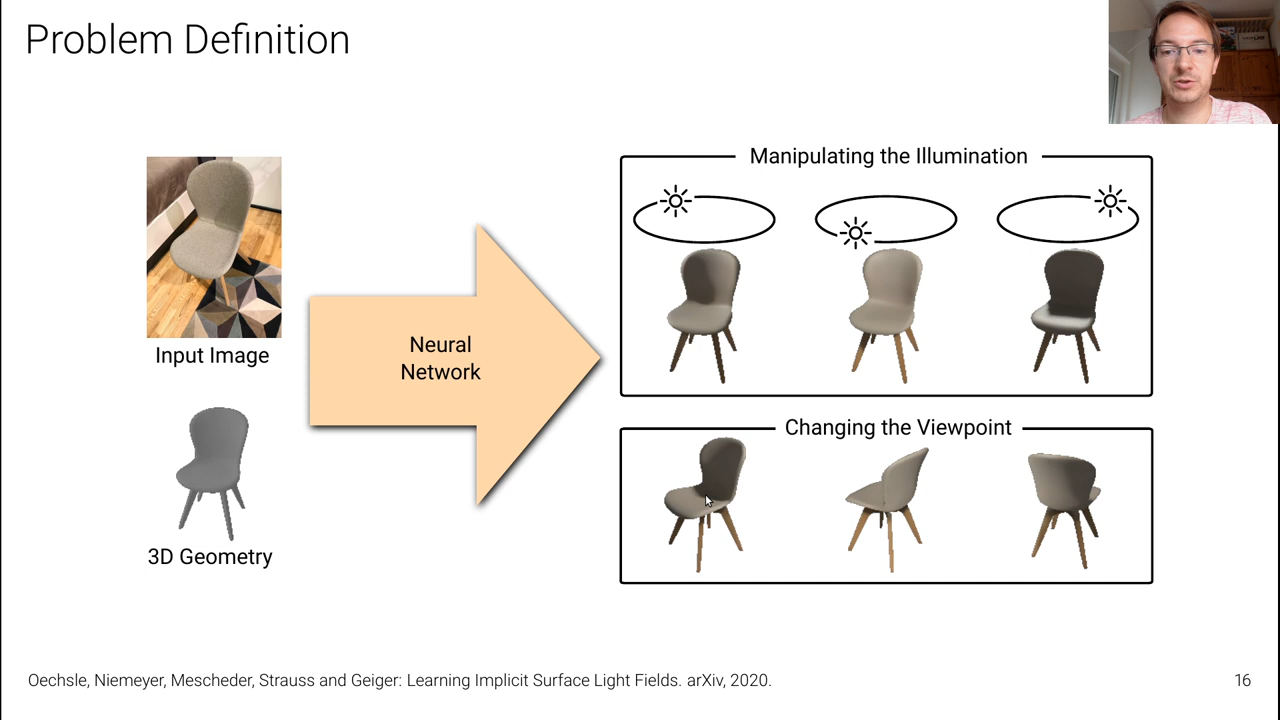 Problem Definition
Input Image
3D Geometry
Neural
Network
Manipulating the Illumination
Changing the Viewpoint
Oechsle, Niemeyer, Mescheder, Strauss and Geiger: Learning Implicit Surface Light Fields. arXiv, 2020.
16